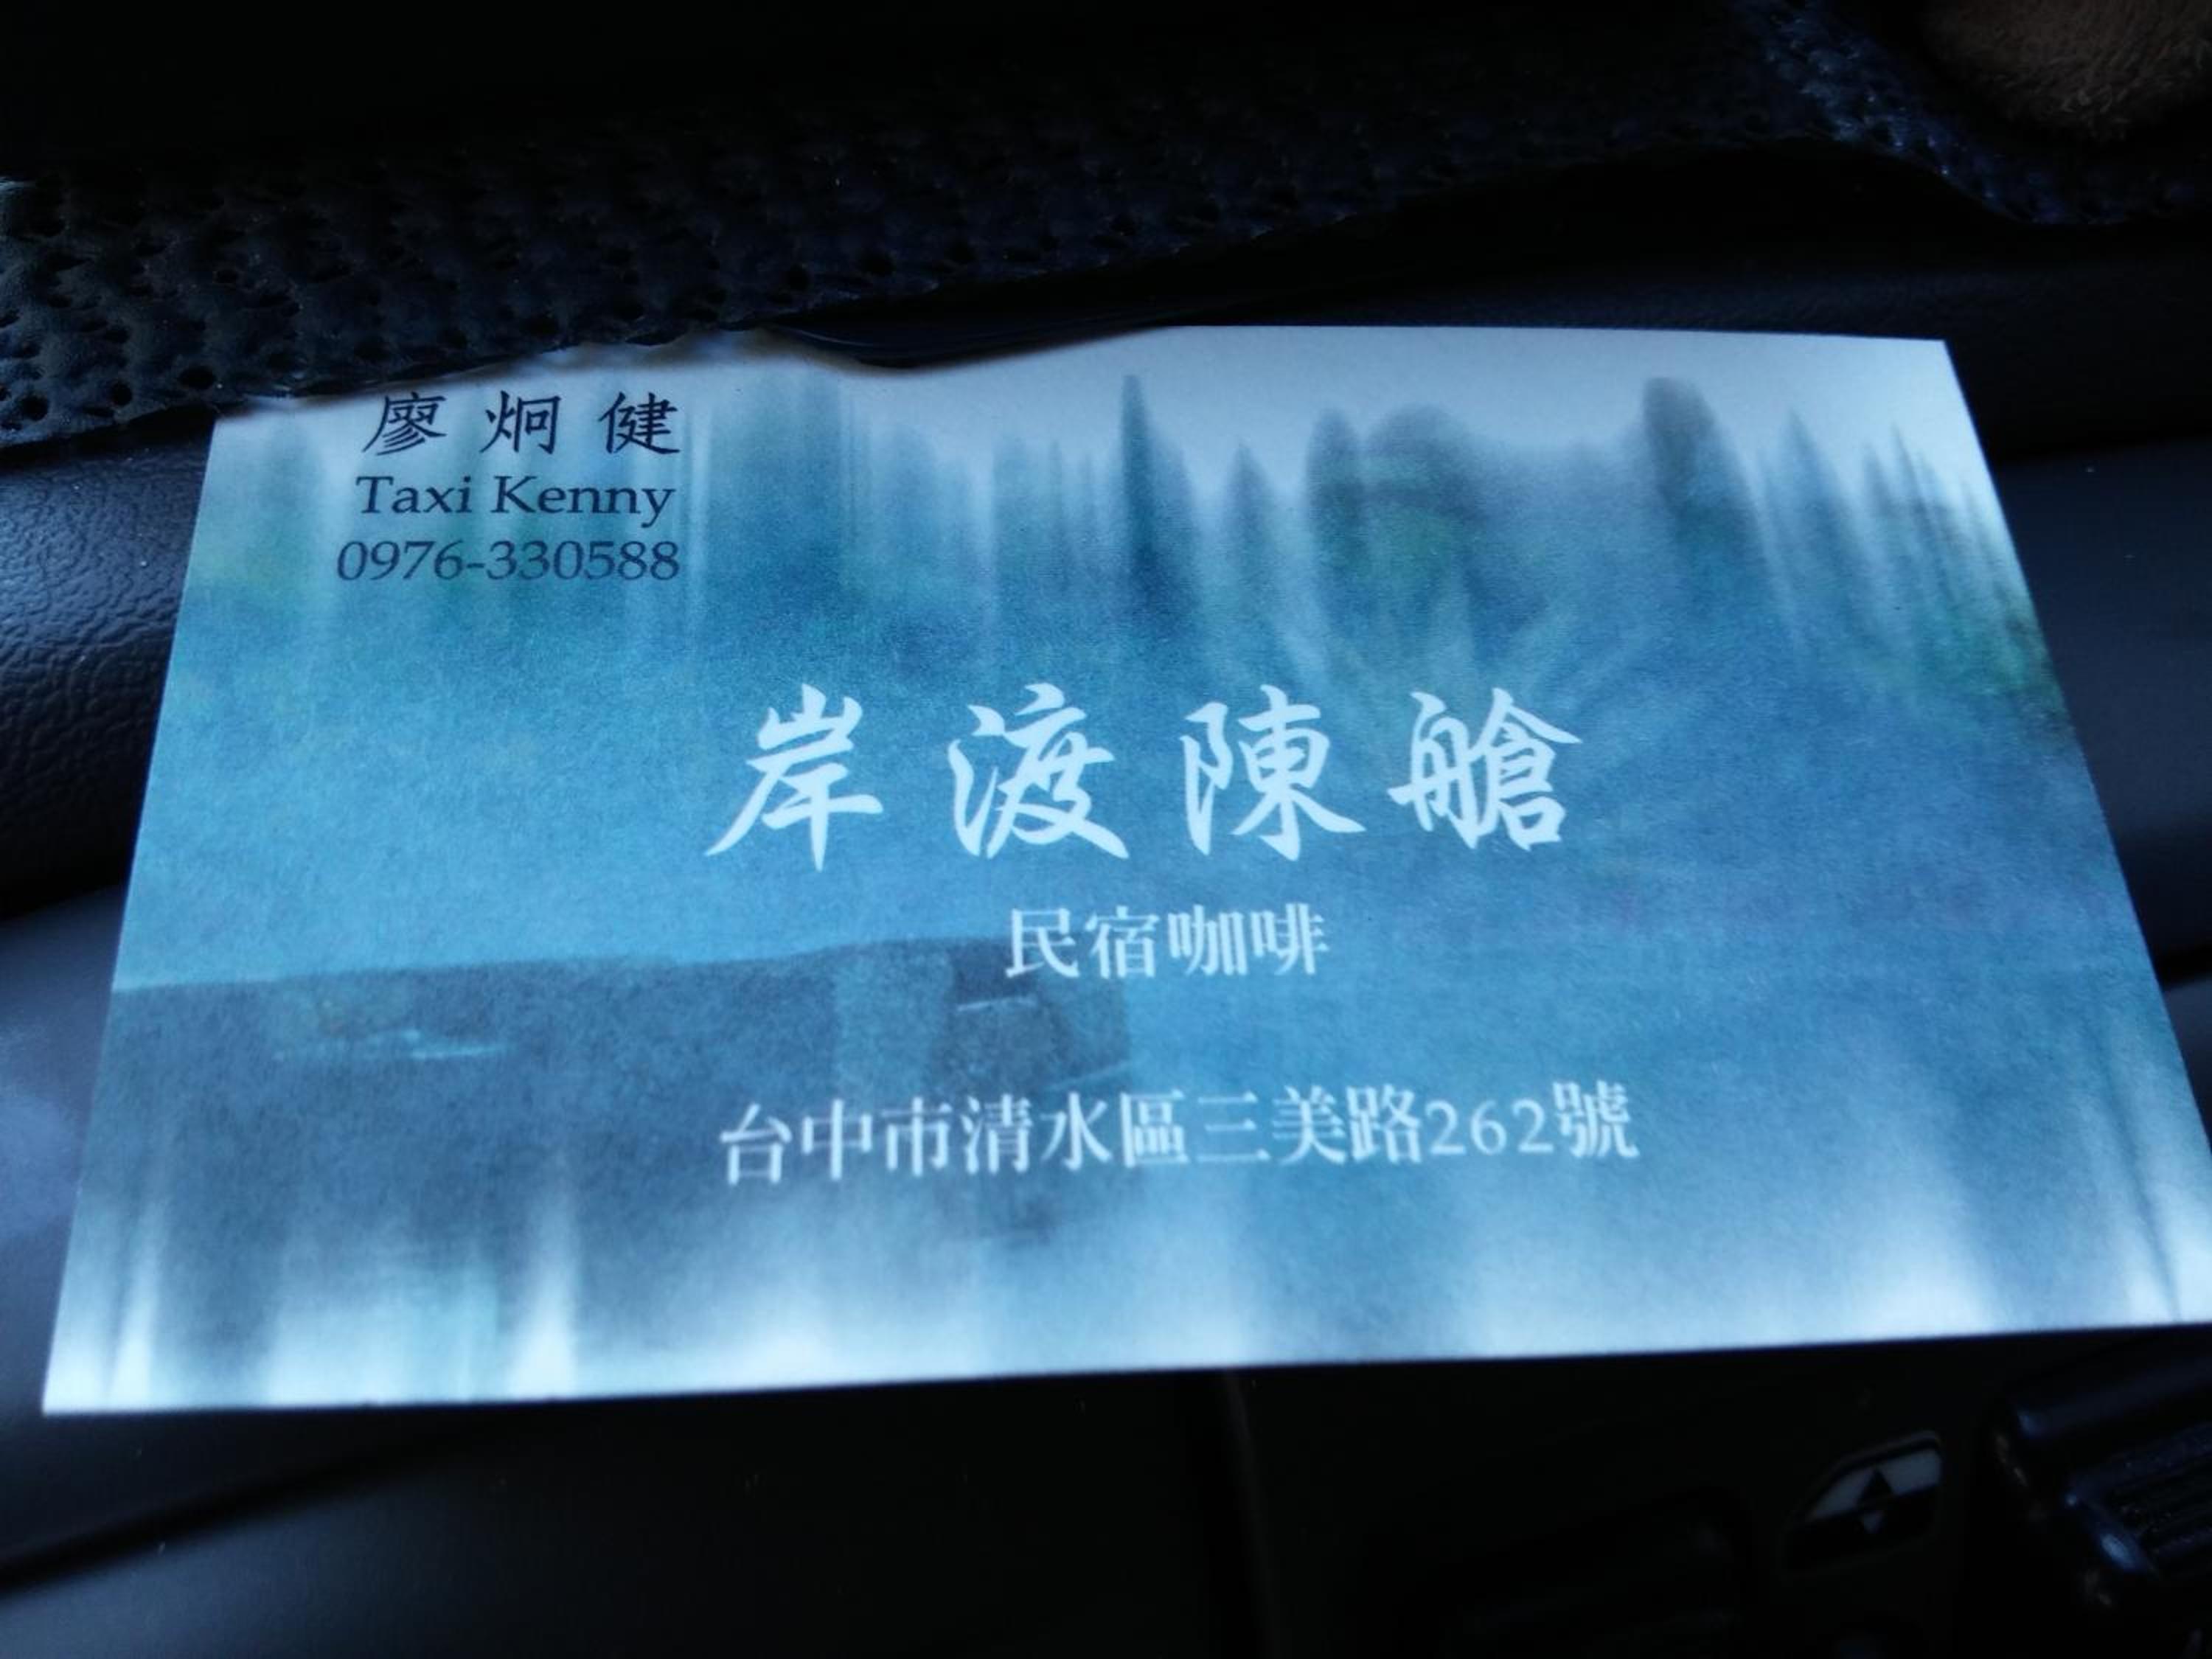 廖炯健
Taxi Kenny
0976-330588
岸渡陳艙
民宿咖啡
台中市清水區三美路262號